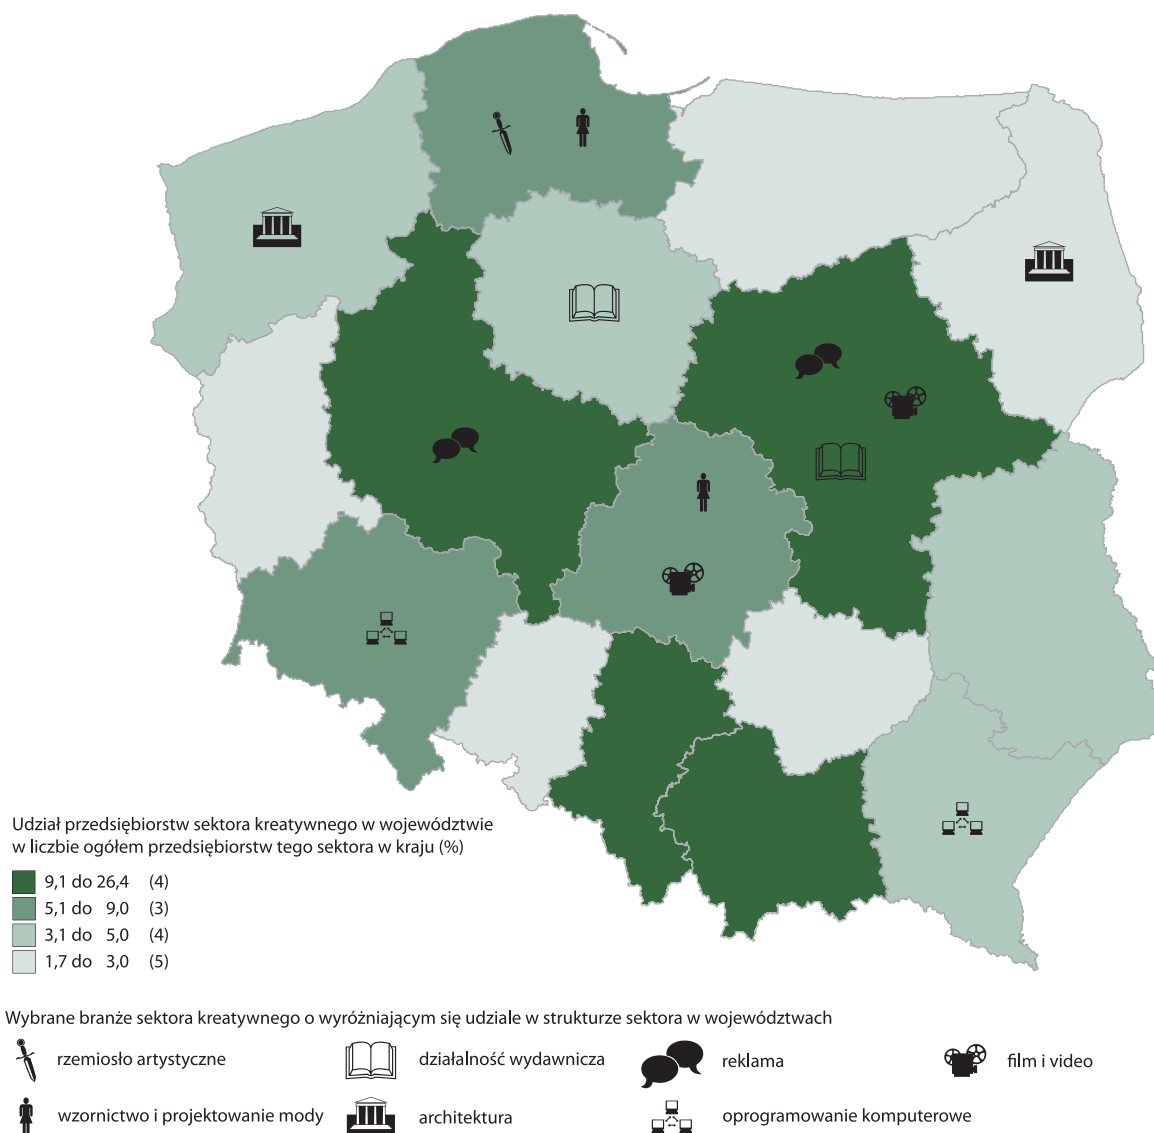 Udział przedsiębiorstw sektora kreatywnego w województwie
w liczbie ogółem przedsiębiorstw tego sektora w kraju (%)
9,1 do 26,4 (4)
5,1 do 9,0 (3)
3,1 do 5,0 (4)
1,7 do 3,0 (5)
Wybrane branże sektora kreatywnego o wyróżniającym się udziale w strukturze sektora w województwach
rzemiosło artystyczne
działalność wydawnicza
reklama
film i video
wzornictwo i projektowanie mody
architektura
oprogramowanie komputerowe